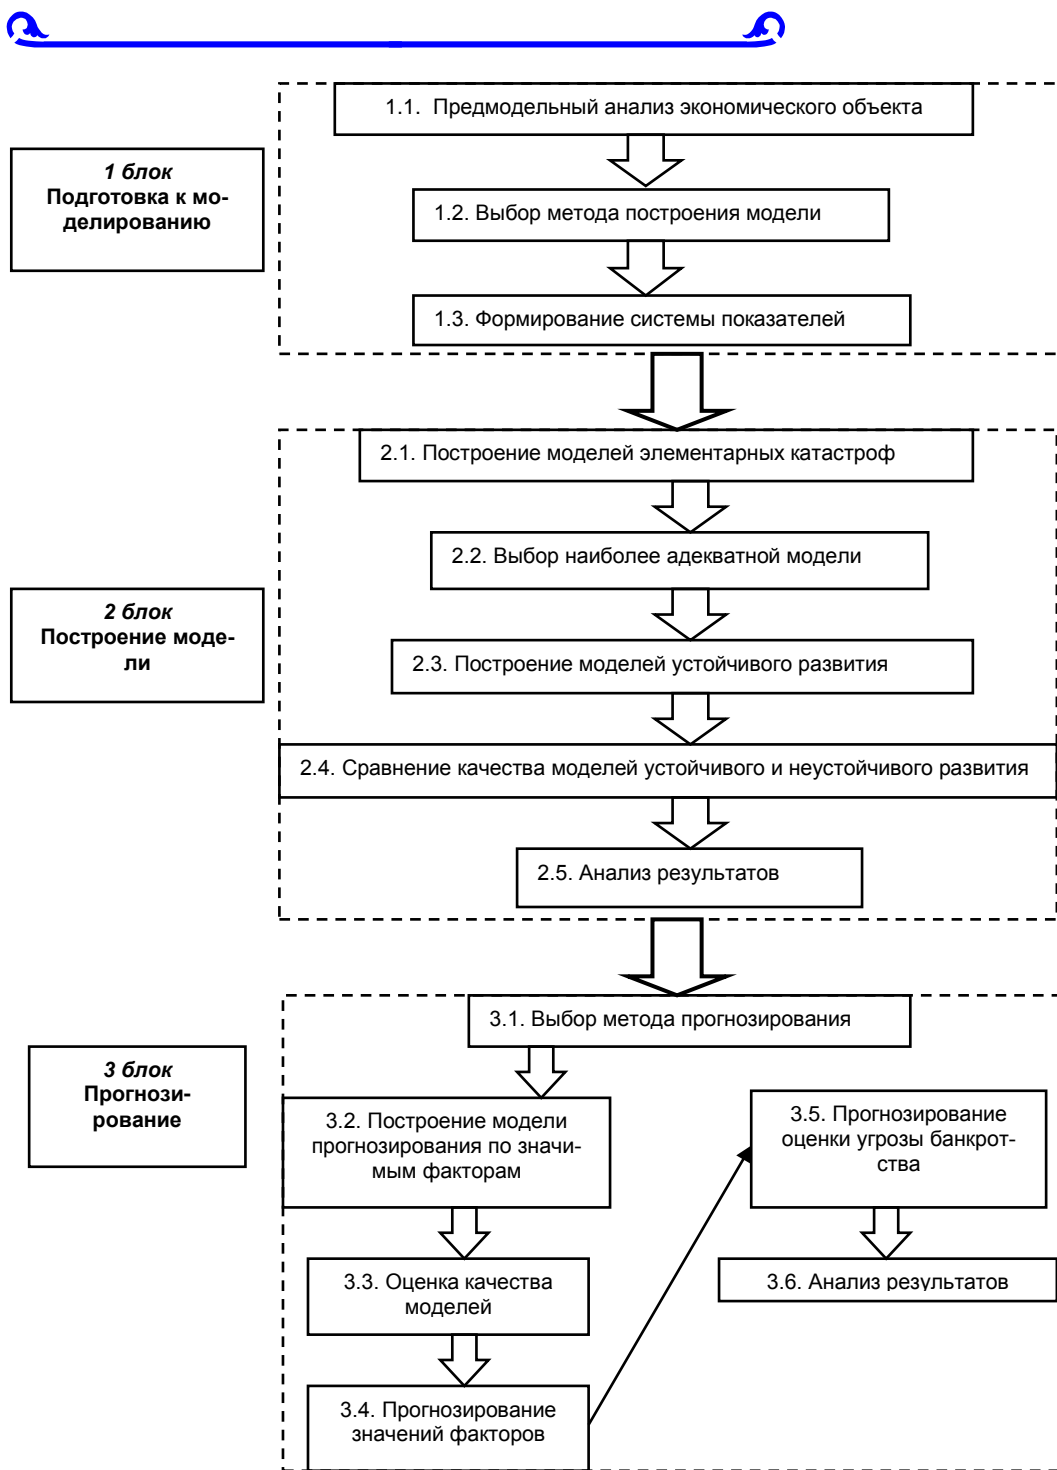 1.1. Предмодельный анализ экономического объекта
1 блок
Подготовка к мо-
делированию
1.2. Выбор метода построения модели
1.3. Формирование системы показателей
2.1. Построение моделей элементарных катастроф
2.2. Выбор наиболее адекватной модели
2 блок
Построение моде-
ли
2.3. Построение моделей устойчивого развития
2.4. Сравнение качества моделей устойчивого и неустойчивого развития
2.5. Анализ результатов
3.1. Выбор метода прогнозирования
3 блок
Прогнози-
рование
3.2. Построение модели
прогнозирования по значи-
мым факторам
3.3. Оценка качества
моделей
3.4. Прогнозирование
значений факторов
3.5. Прогнозирование
оценки угрозы банкрот-
ства
3.6. Анализ результатов